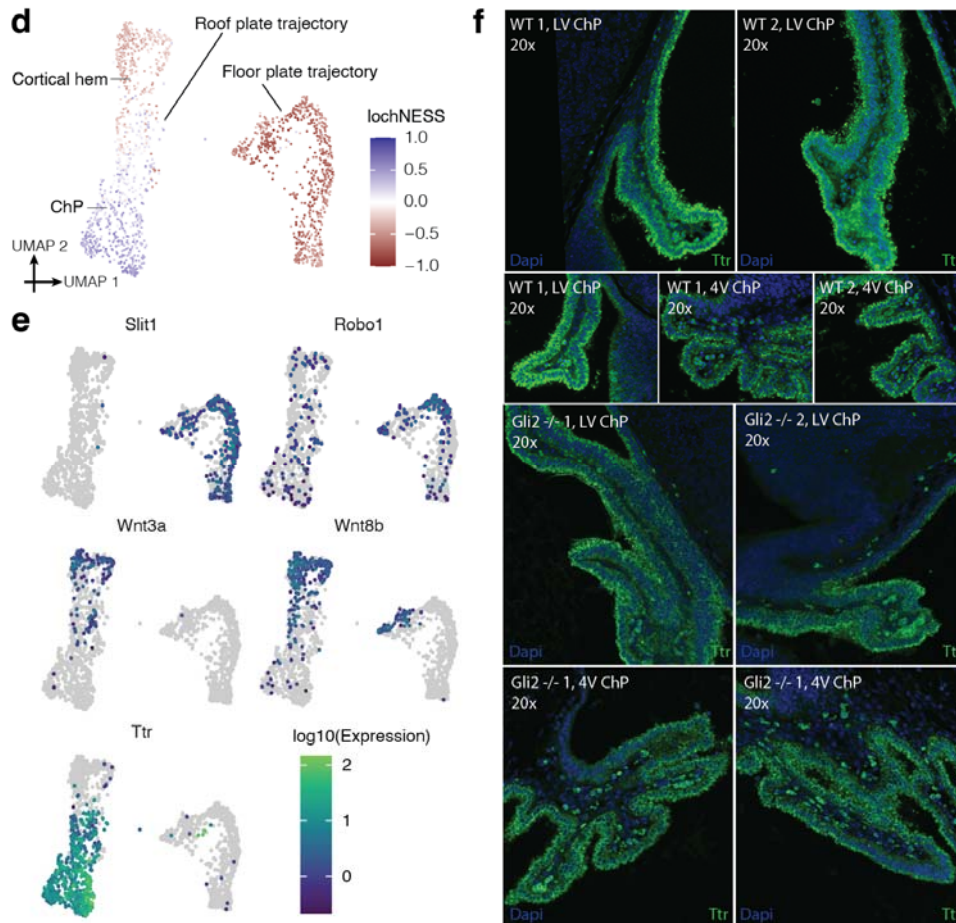 d
Roof plate trajectory
Cortical hem
Floor plate trajectory
lochNESS
1.0
0.5
0.0
−0.5
−1.0
ChP
UMAP 2
UMAP 1
e
Slit1
Robo1
Wnt3a
Wnt8b
Ttr
log10(Expression)
2
1
0
f
WT 1, LV ChP
20x
Dapi
Ttr
WT 2, LV ChP
20x
Dapi
Ttr
WT 1, LV ChP
20x
WT 1, 4V ChP
20x
WT 2, 4V ChP
20x
Gli2 -/- 1, LV ChP
20x
Dapi
Ttr
Gli2 -/- 2, LV ChP
20x
Dapi
Ttr
Gli2 -/- 1, 4V ChP
20x
Dapi
Ttr
Gli2 -/- 1, 4V ChP
20x
Dapi
Ttr